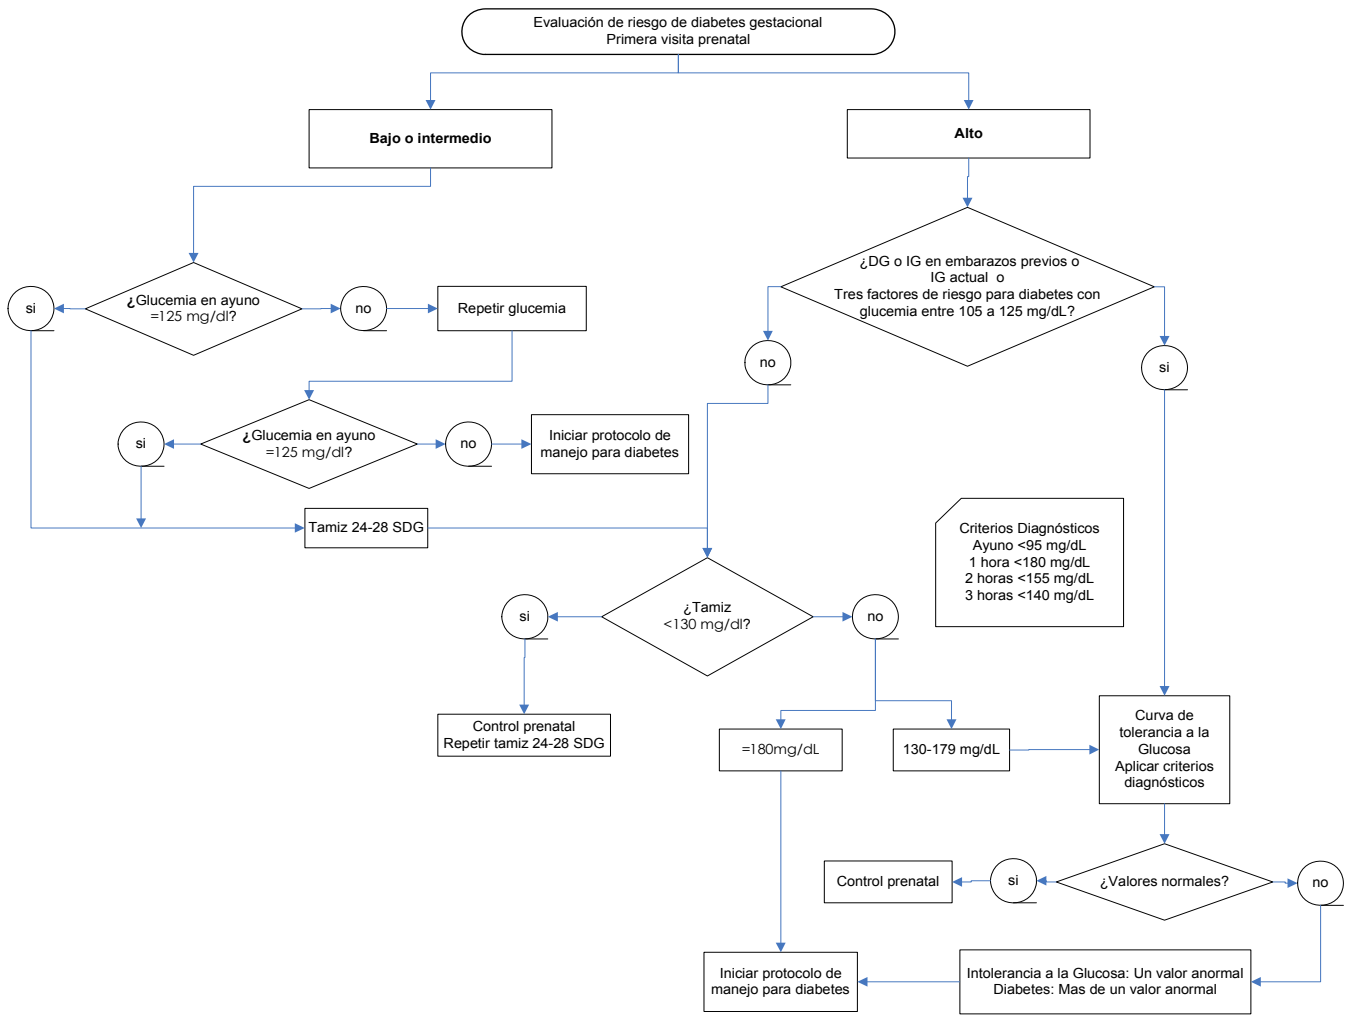 Evaluación de riesgo de diabetes gestacional
Primera visita prenatal
Bajo o intermedio
Alto
¿DG o IG en embarazos previos o
IG actual o
Tres factores de riesgo para diabetes con
glucemia entre 105 a 125 mg/dL?
si
¿Glucemia en ayuno
=125 mg/dl?
no
Repetir glucemia
no
si
si
¿Glucemia en ayuno
=125 mg/dl?
no
Iniciar protocolo de
manejo para diabetes
Tamiz 24-28 SDG
Criterios Diagnósticos
Ayuno <95 mg/dL
1 hora <180 mg/dL
2 horas <155 mg/dL
3 horas <140 mg/dL
si
¿Tamiz
<130 mg/dl?
no
Control prenatal
Repetir tamiz 24-28 SDG
=180mg/dL
130-179 mg/dL
Curva de
tolerancia a la
Glucosa
Aplicar criterios
diagnósticos
Control prenatal
si
¿Valores normales?
no
Iniciar protocolo de
manejo para diabetes
Intolerancia a la Glucosa: Un valor anormal
Diabetes: Mas de un valor anormal